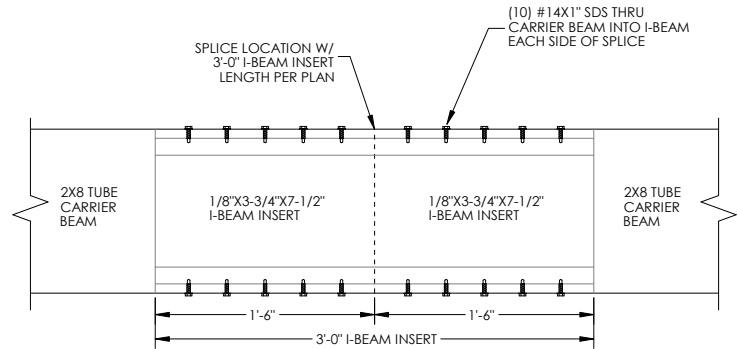 (10) #14X1" SDS THRU
CARRIER BEAM INTO I-BEAM
EACH SIDE OF SPLICE
SPLICE LOCATION W/
3'-0" I-BEAM INSERT
LENGTH PER PLAN
2X8 TUBE
CARRIER
BEAM
1/8"X3-3/4"X7-1/2"
I-BEAM INSERT
1/8"X3-3/4"X7-1/2"
I-BEAM INSERT
2X8 TUBE
CARRIER
BEAM
1'-6"
1'-6"
3'-0" I-BEAM INSERT